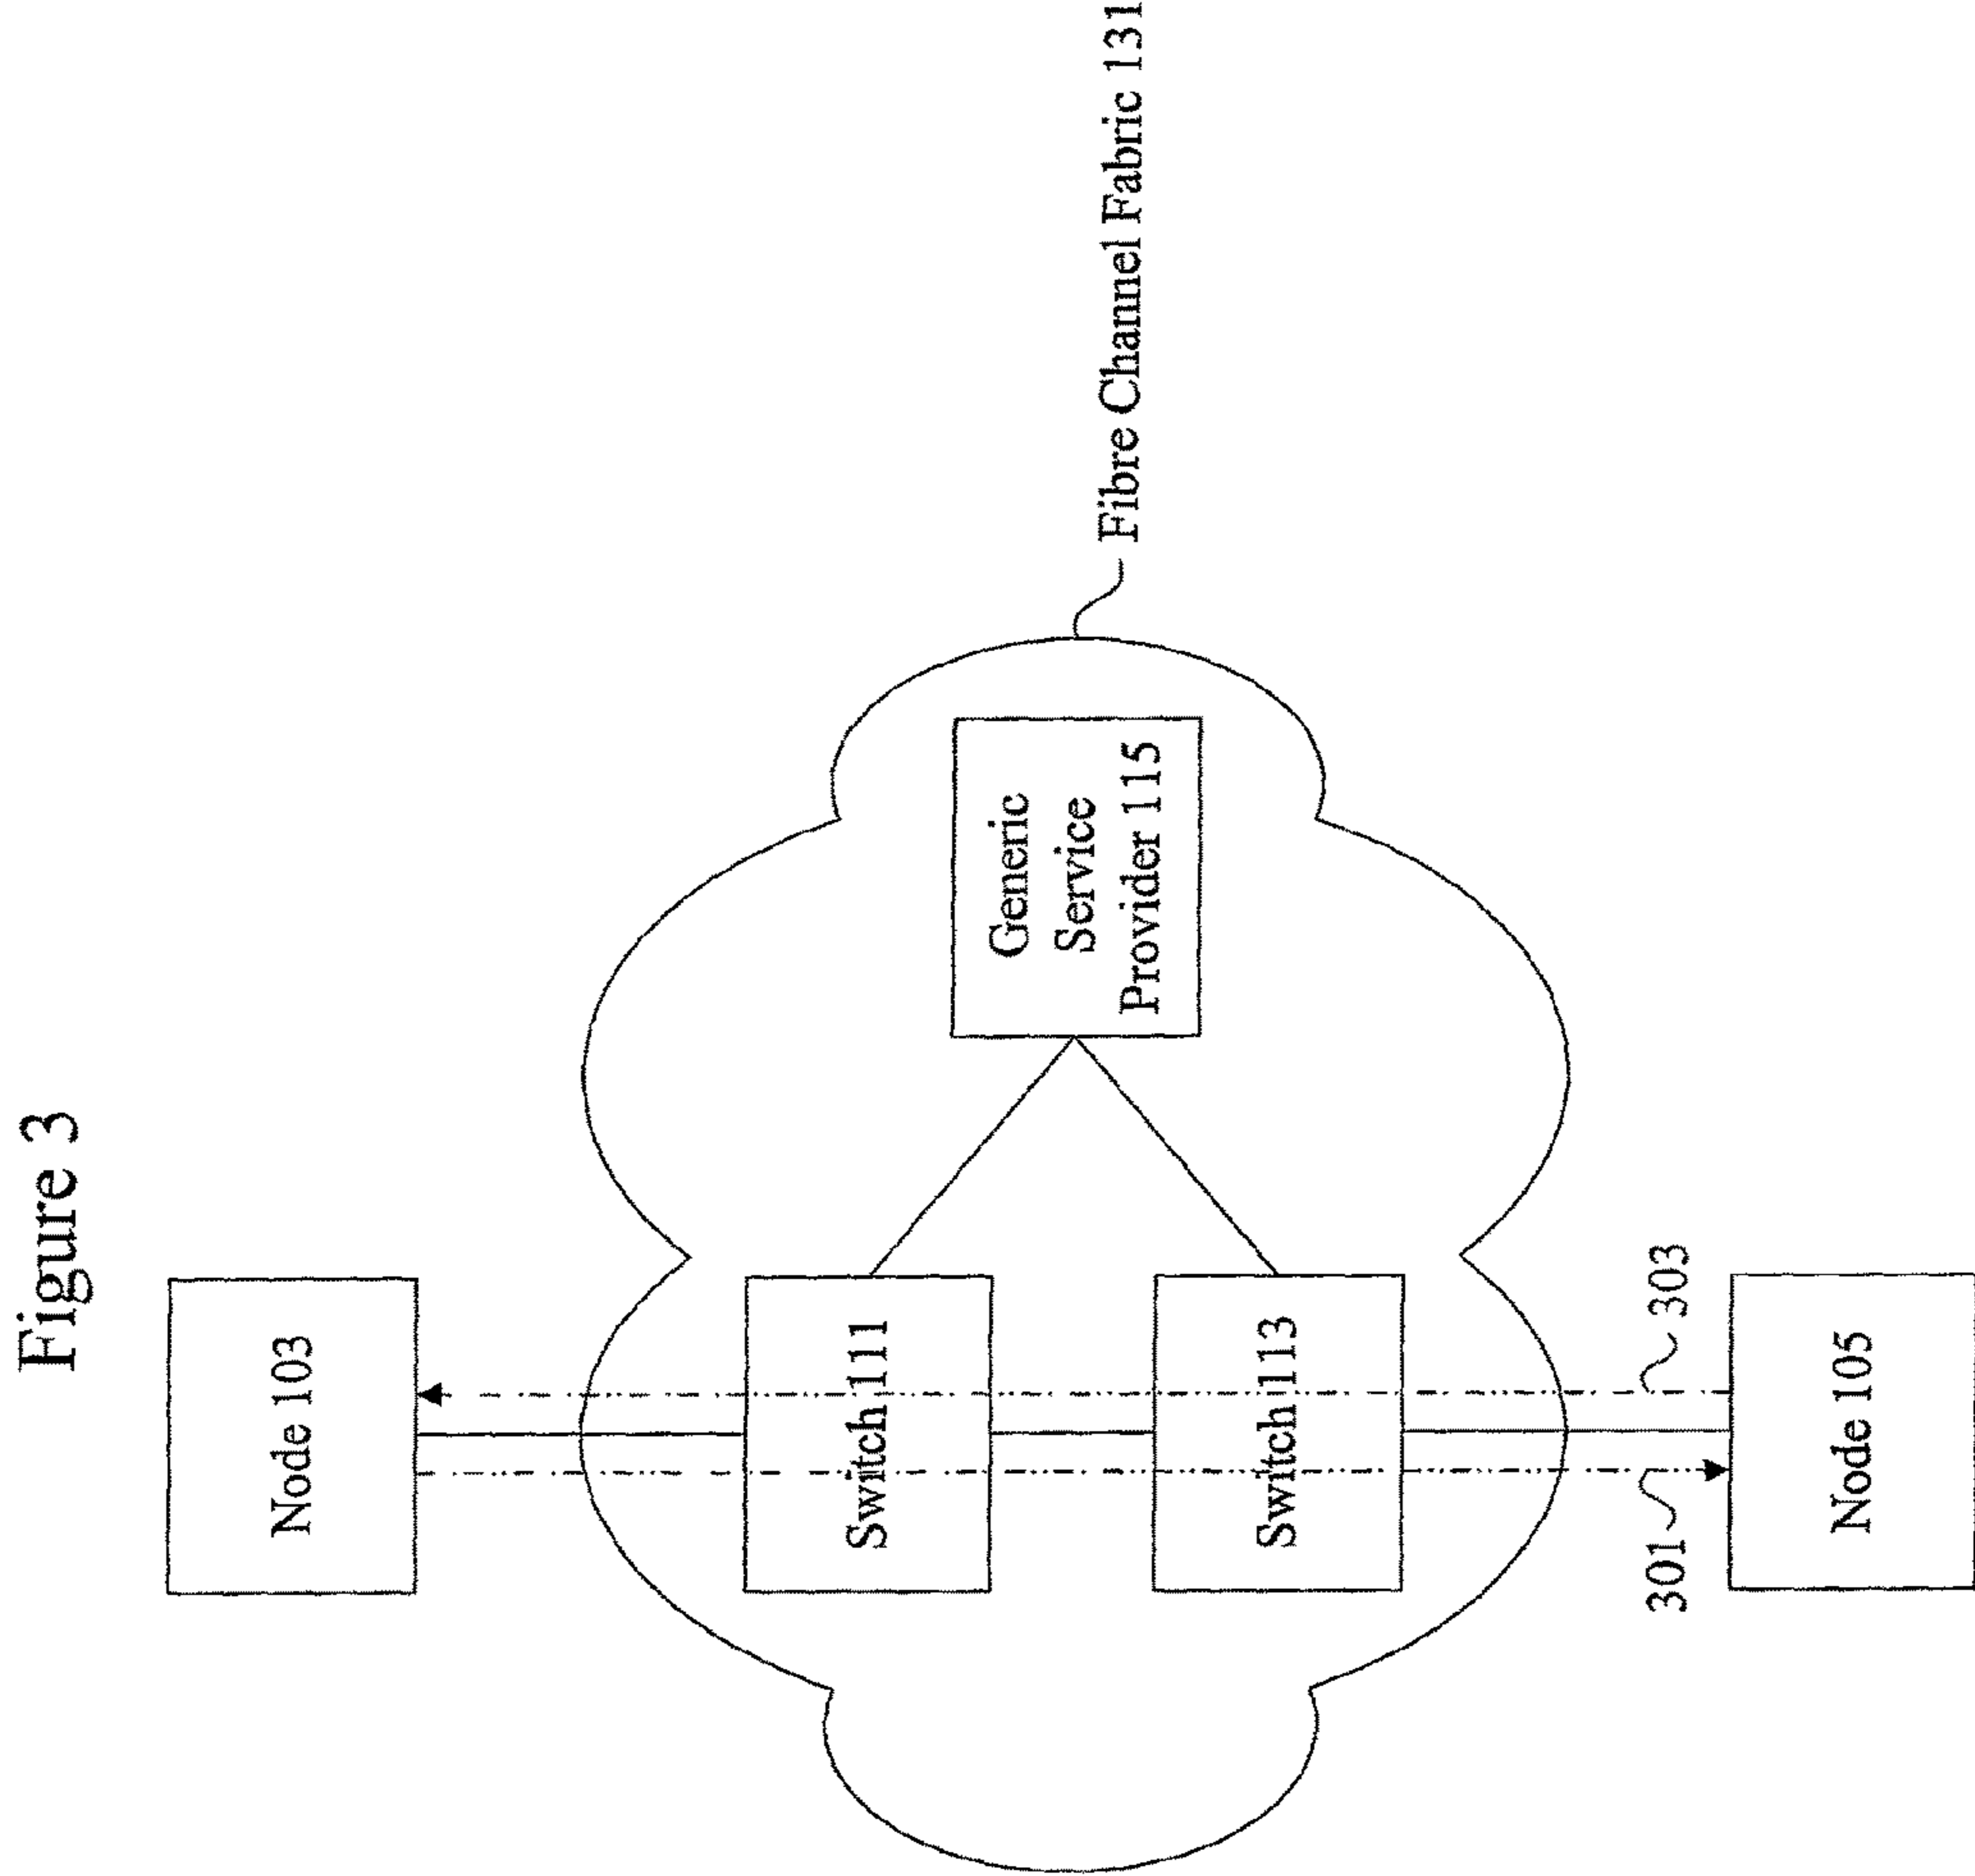 Figure 3
Node 103
Switch 111
Switch 113
Node 105
301
303
Generic
Service
Provider 115
Fibre Channel Fabric 131